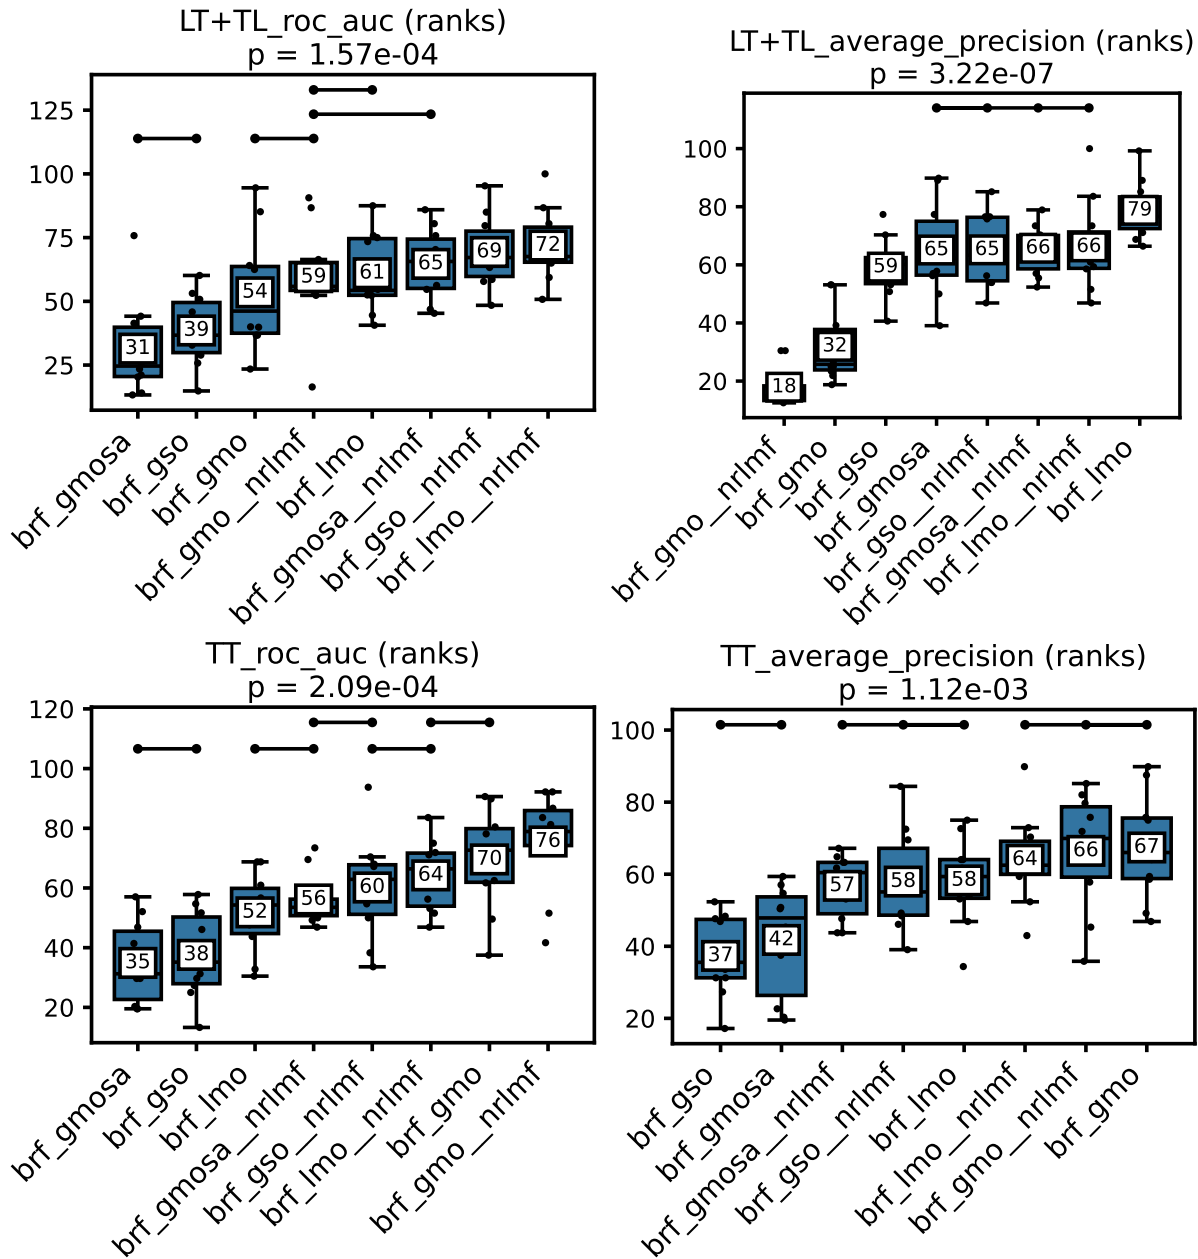 LT+TL_roc_auc (ranks)
p = 1.57e-04
125
100
75
50
25
31
39
54
59
61
65
69
72
brf_gmosa
brf_gso
brf_gmo
brf_gmo__nrlmf
brf_lmo
brf_gmosa__nrlmf
brf_gso__nrlmf
brf_lmo__nrlmf
LT+TL_average_precision (ranks)
p = 3.22e-07
100
80
60
40
20
18
32
59
65
65
66
66
79
brf_gmo__nrlmf
brf_gmo
brf_gso
brf_gmosa
brf_gso__nrlmf
brf_gmosa__nrlmf
brf_lmo__nrlmf
brf_lmo
TT_roc_auc (ranks)
p = 2.09e-04
120
100
80
60
40
20
35
38
52
56
60
64
70
76
brf_gmosa
brf_gso
brf_lmo
brf_gmosa__nrlmf
brf_gso__nrlmf
brf_lmo__nrlmf
brf_gmo
brf_gmo__nrlmf
TT_average_precision (ranks)
p = 1.12e-03
100
80
60
40
20
37
42
57
58
58
64
66
67
brf_gso
brf_gmosa
brf_gmosa__nrlmf
brf_gso__nrlmf
brf_lmo
brf_lmo__nrlmf
brf_gmo__nrlmf
brf_gmo